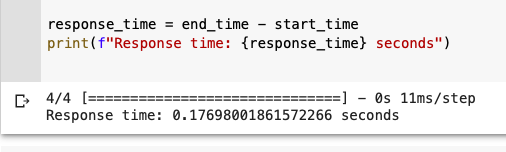 response_time = end_time - start_time
print(f"Response time: {response_time} seconds")
4/4 [==============================] - 0s 11ms/step
Response time: 0.17698001861572266 seconds